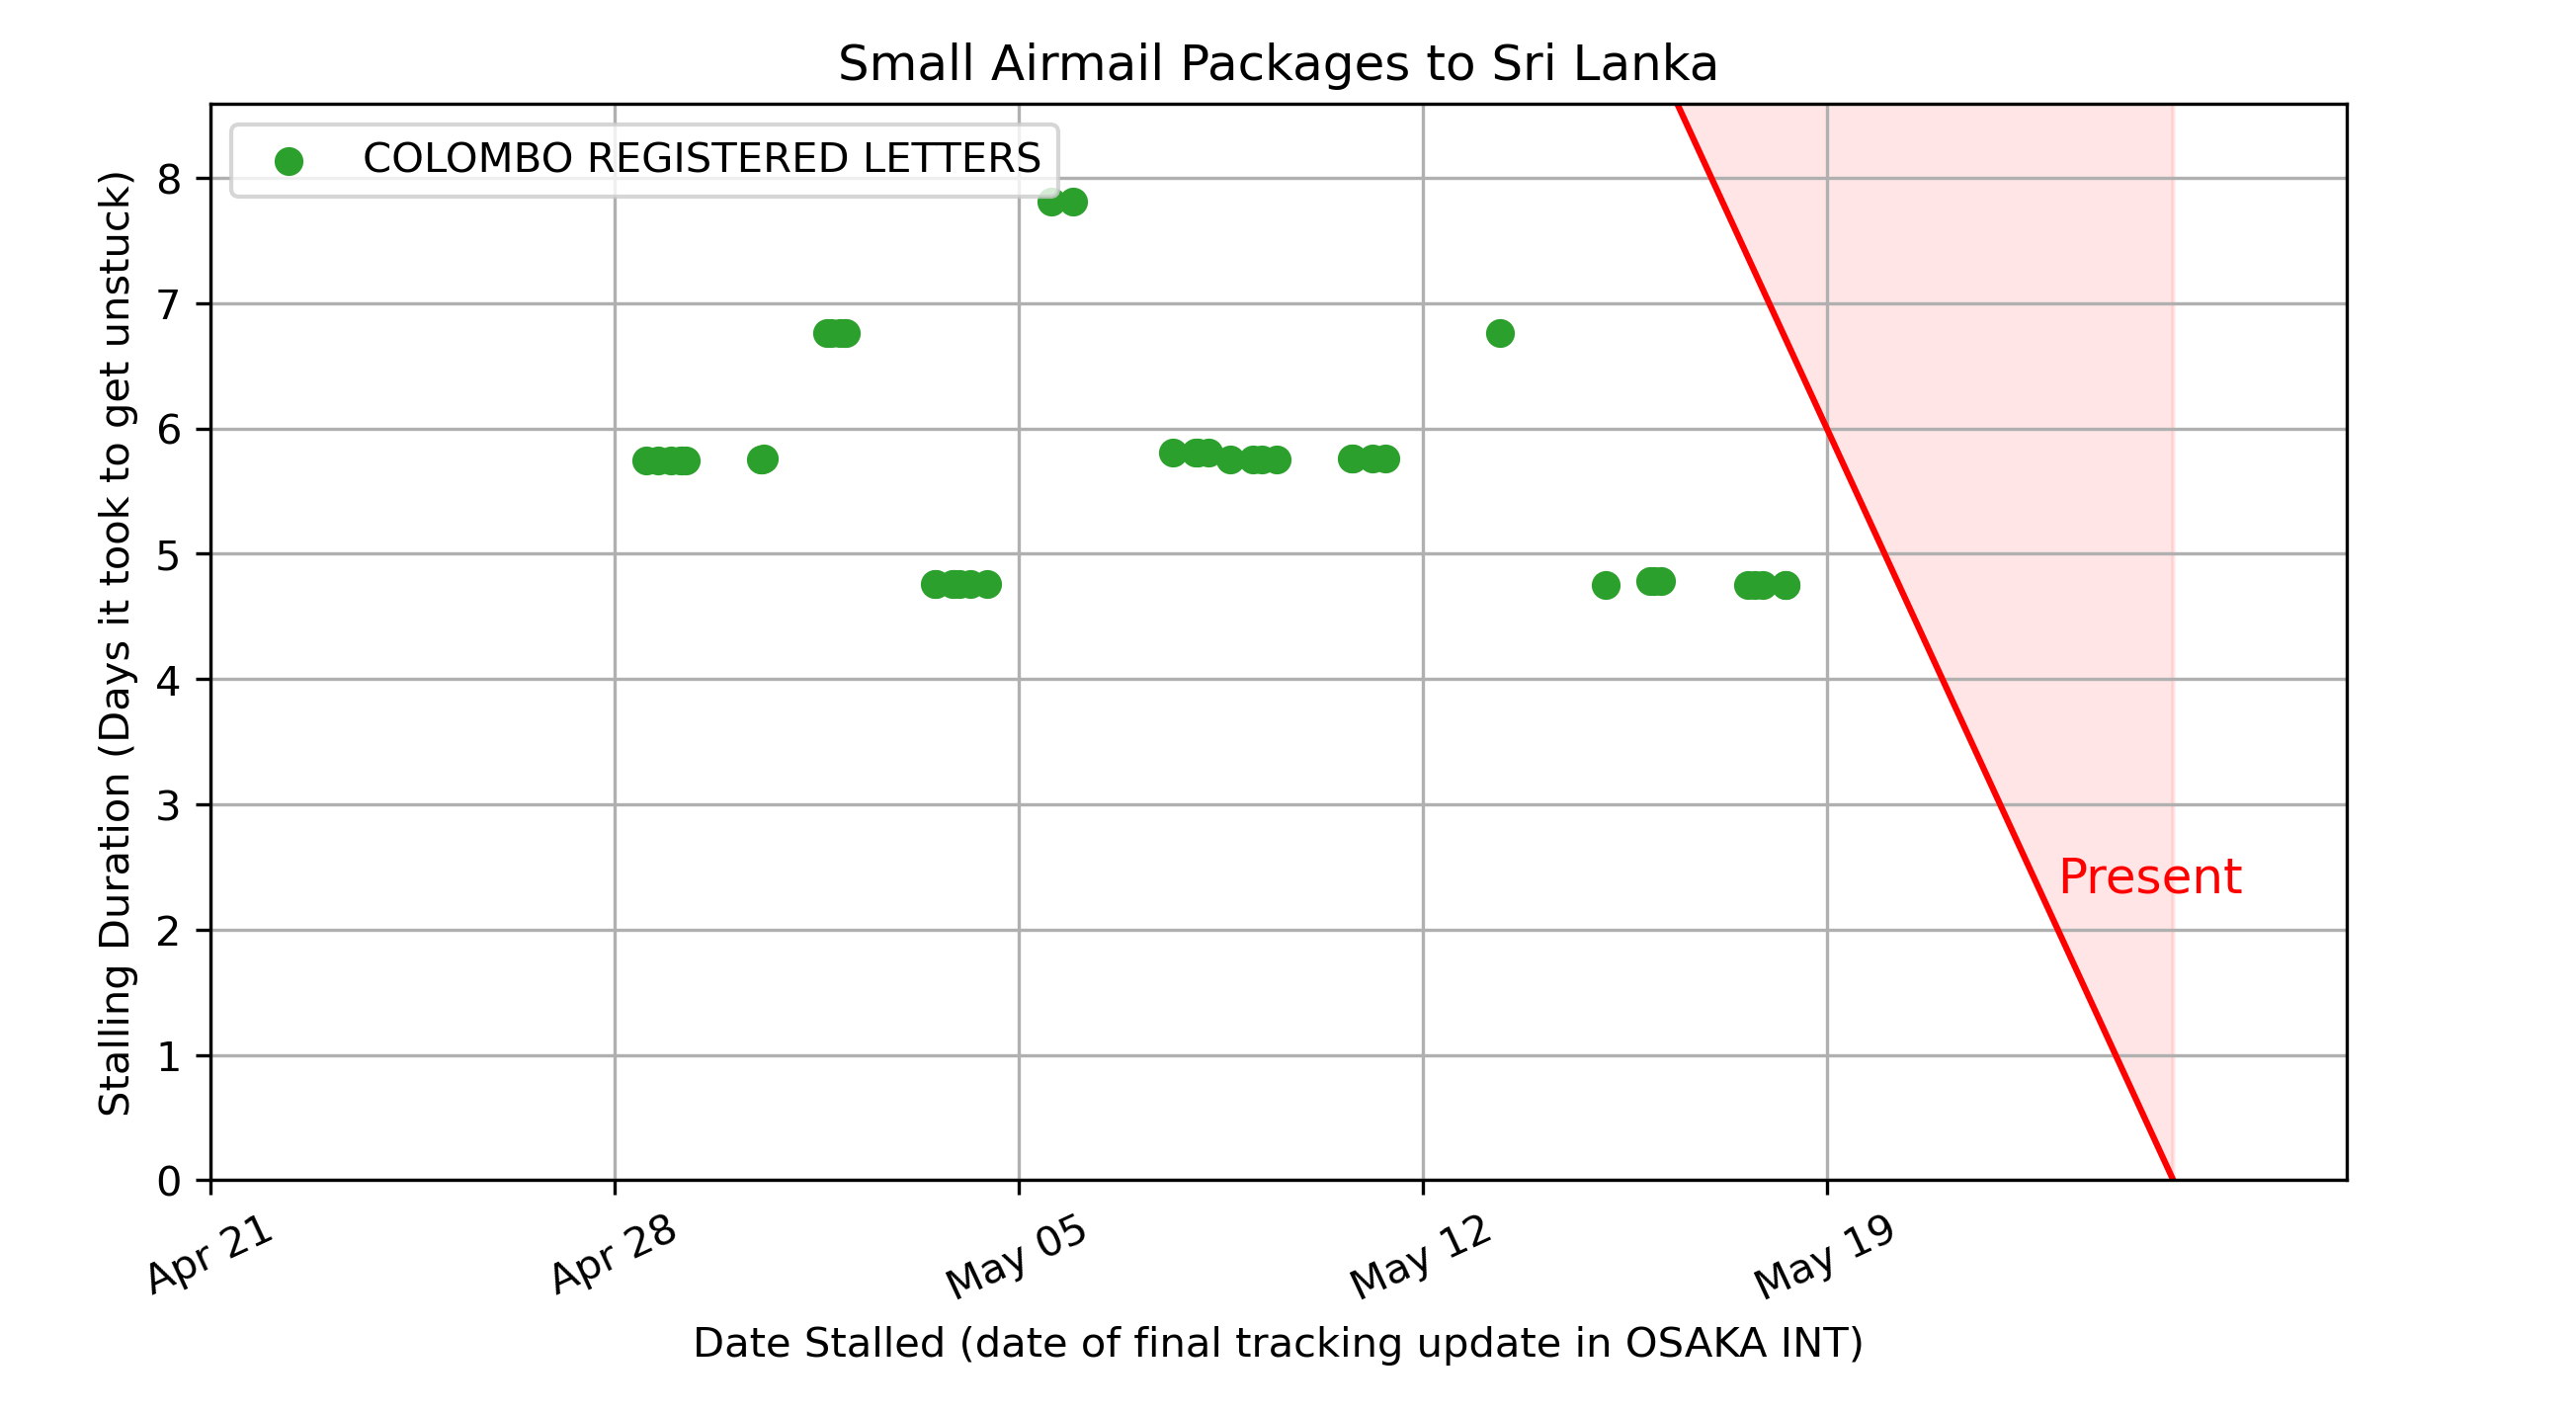 Small Airmail Packages to Sri Lanka
COLOMBO REGISTERED LETTERS
Stalling Duration (Days it took to get unstuck)
8
7
6
5
4
3
2
1
0
Present
Apr 21
Apr 28
May 05
May 12
May 19
Date Stalled (date of final tracking update in OSAKA INT)